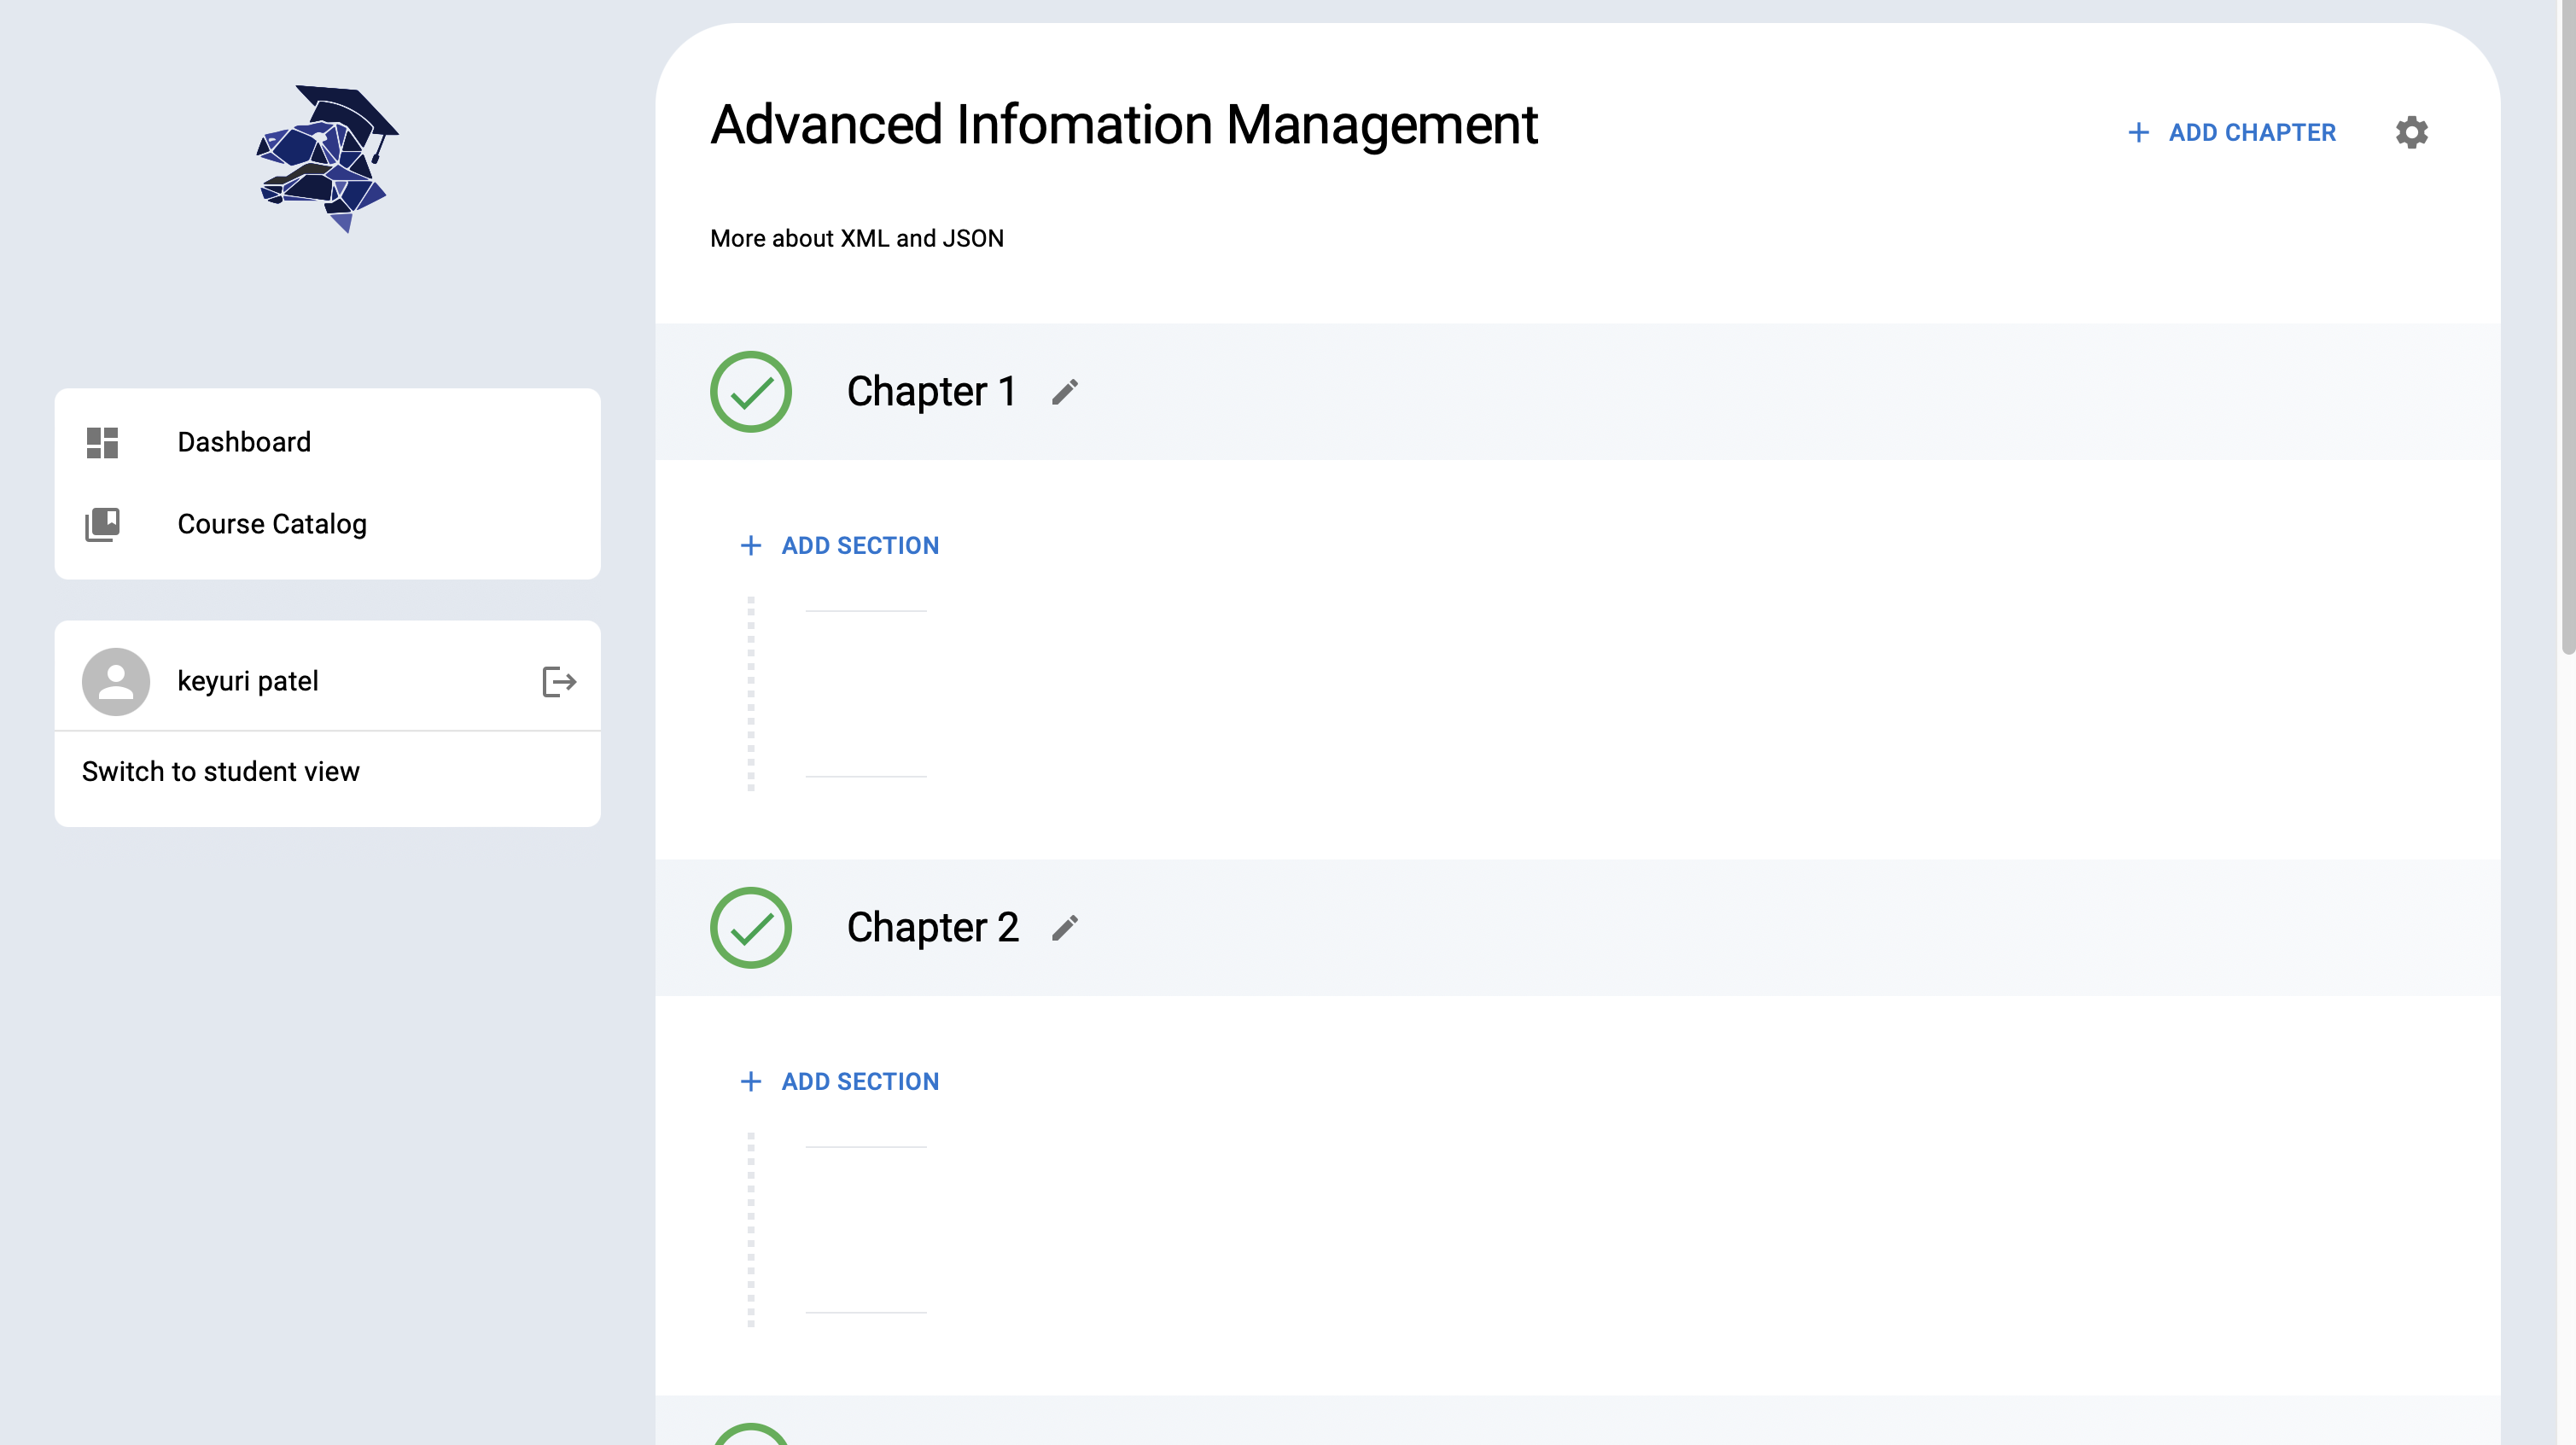 Advanced Infomation Management
ADD CHAPTER
More about XML and JSON
Dashboard
Course Catalog
keyuri patel
Switch to student view
Chapter 1
ADD SECTION
Chapter 2
ADD SECTION